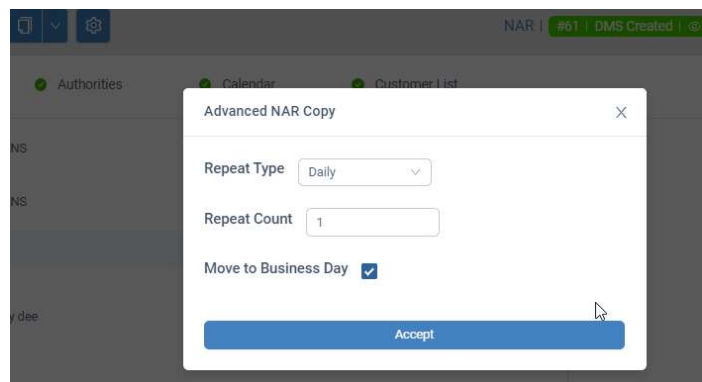 NAR | #61 | DMS Created |
Authorities Calendar Customer List
Advanced NAR Copy
NS
Repeat Type Daily
NS
Repeat Count 1
Move to Business Day
y dee
Accept